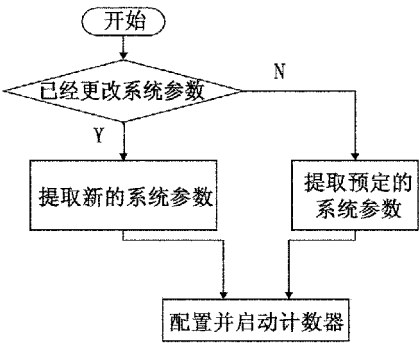 开始
已经更改系统参数
N
Y
提取新的系统参数
提取预定的
系统参数
配置并启动计数器